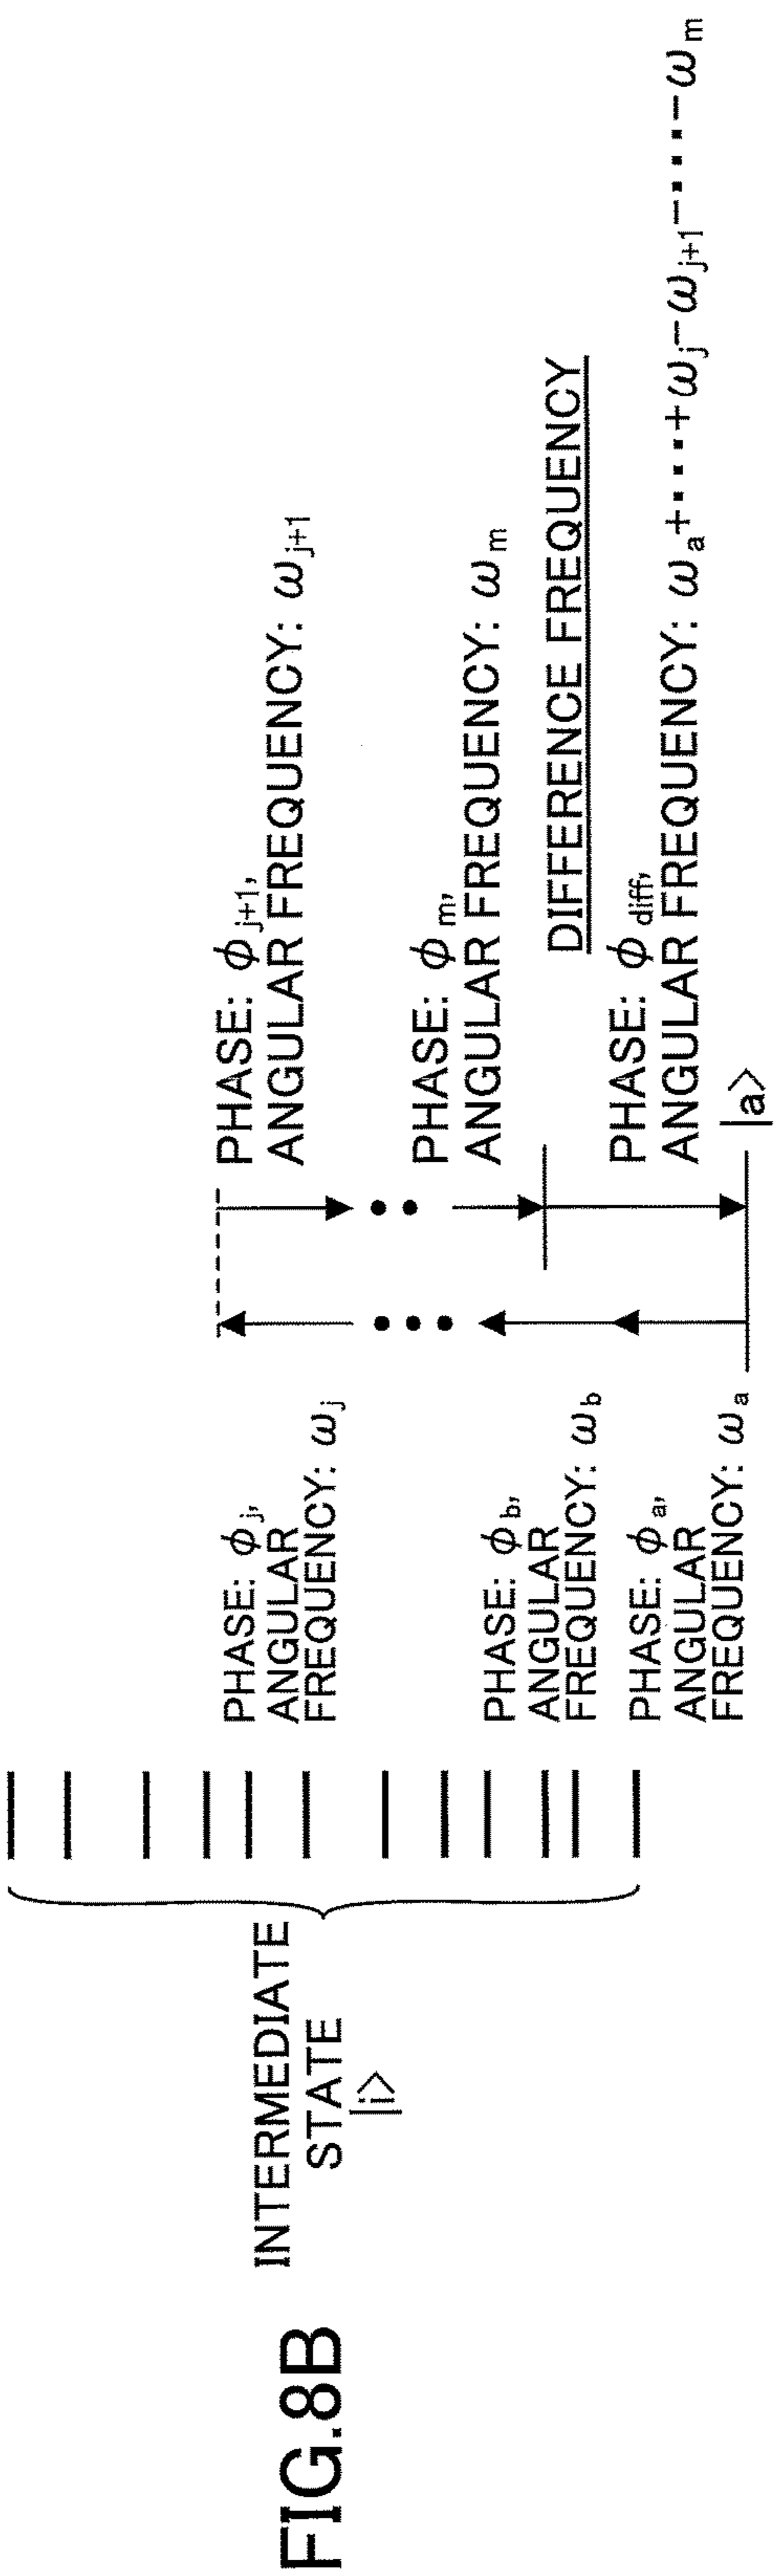 FIG.8B
INTERMEDIATE
STATE
|i>
PHASE: ϕj,
ANGULAR
FREQUENCY: ωj
PHASE: ϕb,
ANGULAR
FREQUENCY: ωb
PHASE: ϕa,
ANGULAR
FREQUENCY: ωa
PHASE: ϕj+1,
ANGULAR FREQUENCY: ωj+1
PHASE: ϕm,
ANGULAR FREQUENCY: ωm
DIFFERENCE FREQUENCY
PHASE: ϕdiff,
ANGULAR FREQUENCY: ωa+···+ωj−ωj+1−···−ωm
|a>